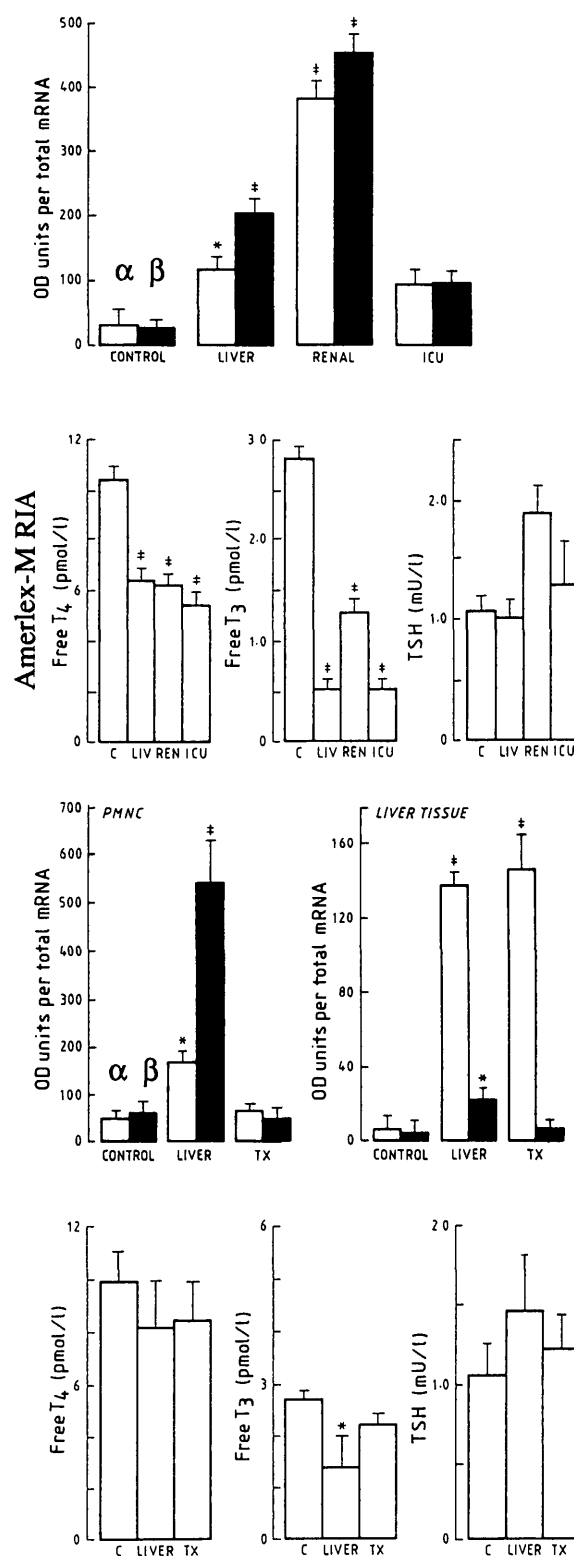 500
400
300
200
100
0
OD units per total mRNA
* ‡ ‡ ‡
α β
CONTROL LIVER RENAL ICU
Amerlex-M RIA
12
6
0
Free T4 (pmol/l)
‡ ‡ ‡
C LIV REN ICU
3.0
2.0
1.0
0
Free T3 (pmol/l)
‡ ‡ ‡
C LIV REN ICU
2.0
1.0
0
TSH (mU/l)
C LIV REN ICU
PMNC
700
600
500
400
300
200
100
0
OD units per total mRNA
* ‡
α β
CONTROL LIVER TX
LIVER TISSUE
160
120
80
40
0
OD units per total mRNA
‡ * ‡
CONTROL LIVER TX
12
6
0
Free T4 (pmol/l)
C LIVER TX
6
3
0
Free T3 (pmol/l)
*
C LIVER TX
2.0
1.0
0
TSH (mU/l)
C LIVER TX